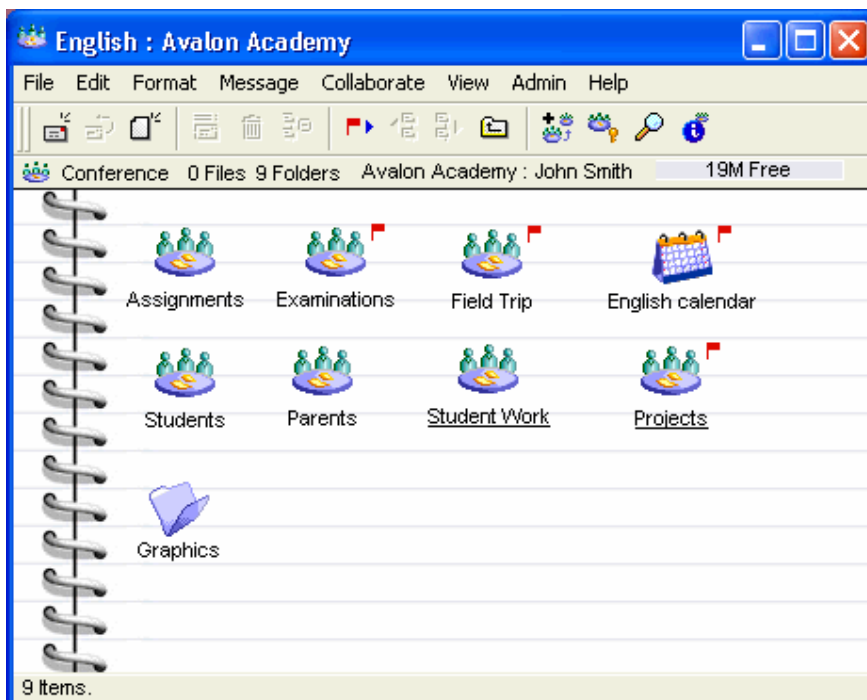 English : Avalon Academy
File Edit Format Message Collaborate View Admin Help
Conference 0 Files 9 Folders Avalon Academy : John Smith 19M Free
Assignments Examinations Field Trip English calendar
Students Parents Student Work Projects
Graphics
9 Items.